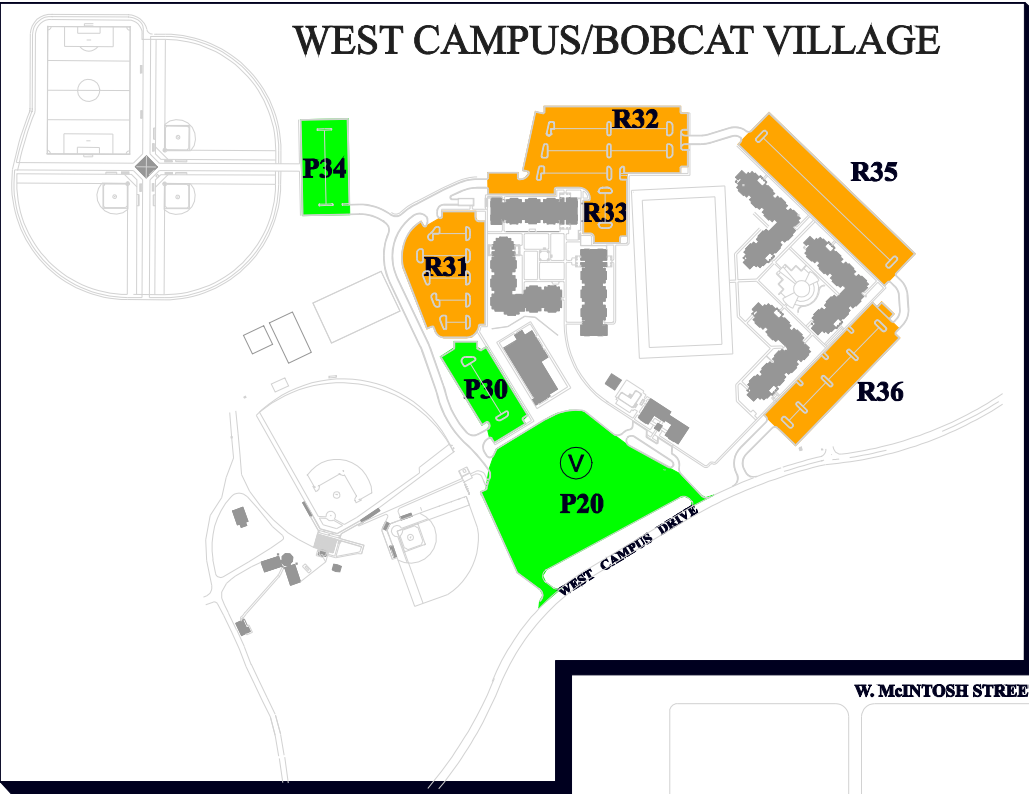 WEST CAMPUS/BOBCAT VILLAGE
R32
P34
R35
R33
R31
P30
R36
V
P20
WEST CAMPUS DRIVE
W. McINTOSH STREE